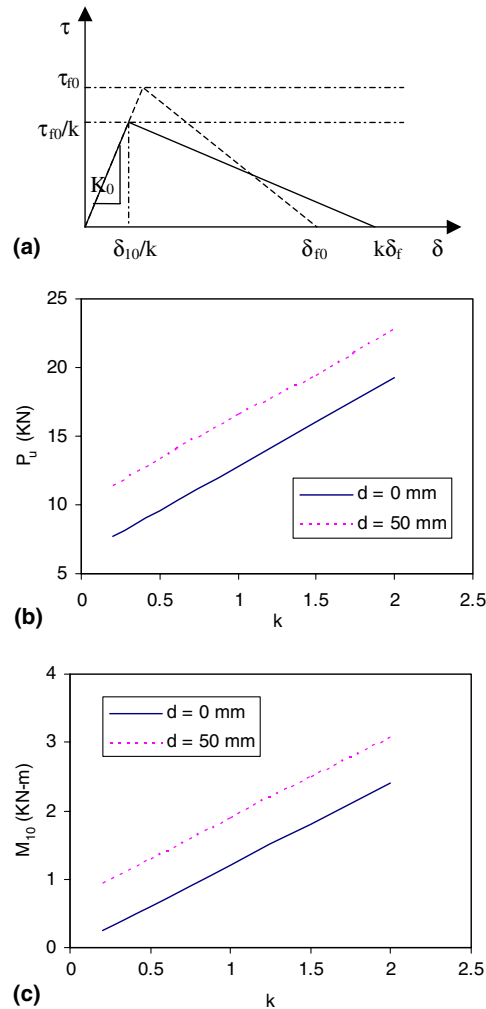 τ
τf0
τf0/k
K0
(a)
δ10/k
δf0
kδf
δ
25
20
15
10
5
Pu (KN)
d = 0 mm
d = 50 mm
0
0.5
1
1.5
2
2.5
k
(b)
4
3
2
1
0
M10 (KN-m)
d = 0 mm
d = 50 mm
0
0.5
1
1.5
2
2.5
k
(c)